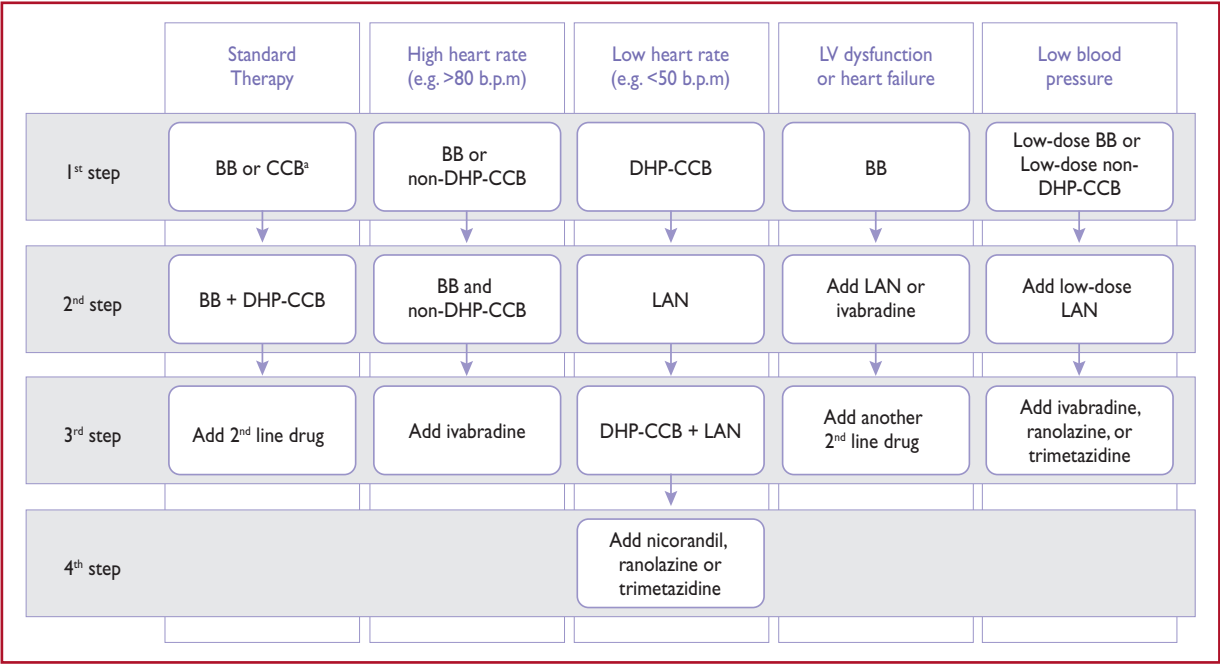 Standard
Therapy
High heart rate
(e.g. >80 b.p.m)
Low heart rate
(e.g. <50 b.p.m)
LV dysfunction
or heart failure
Low blood
pressure
1st step
BB or CCBa
BB or
non-DHP-CCB
DHP-CCB
BB
Low-dose BB or
Low-dose non-
DHP-CCB
2nd step
BB + DHP-CCB
BB and
non-DHP-CCB
LAN
Add LAN or
ivabradine
Add low-dose
LAN
3rd step
Add 2nd line drug
Add ivabradine
DHP-CCB + LAN
Add another
2nd line drug
Add ivabradine,
ranolazine, or
trimetazidine
4th step
Add nicorandil,
ranolazine or
trimetazidine